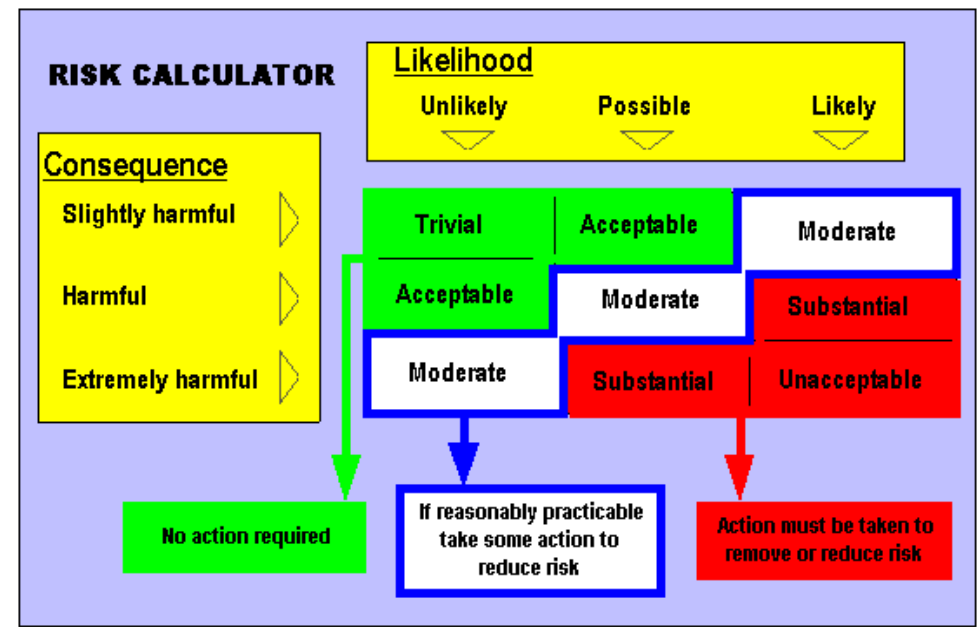 RISK CALCULATOR
Likelihood
Unlikely Possible Likely
Consequence
Slightly harmful
Trivial Acceptable Moderate
Harmful
Acceptable Moderate Substantial
Extremely harmful
Moderate Substantial Unacceptable
No action required
If reasonably practicable
take some action to
reduce risk
Action must be taken to
remove or reduce risk